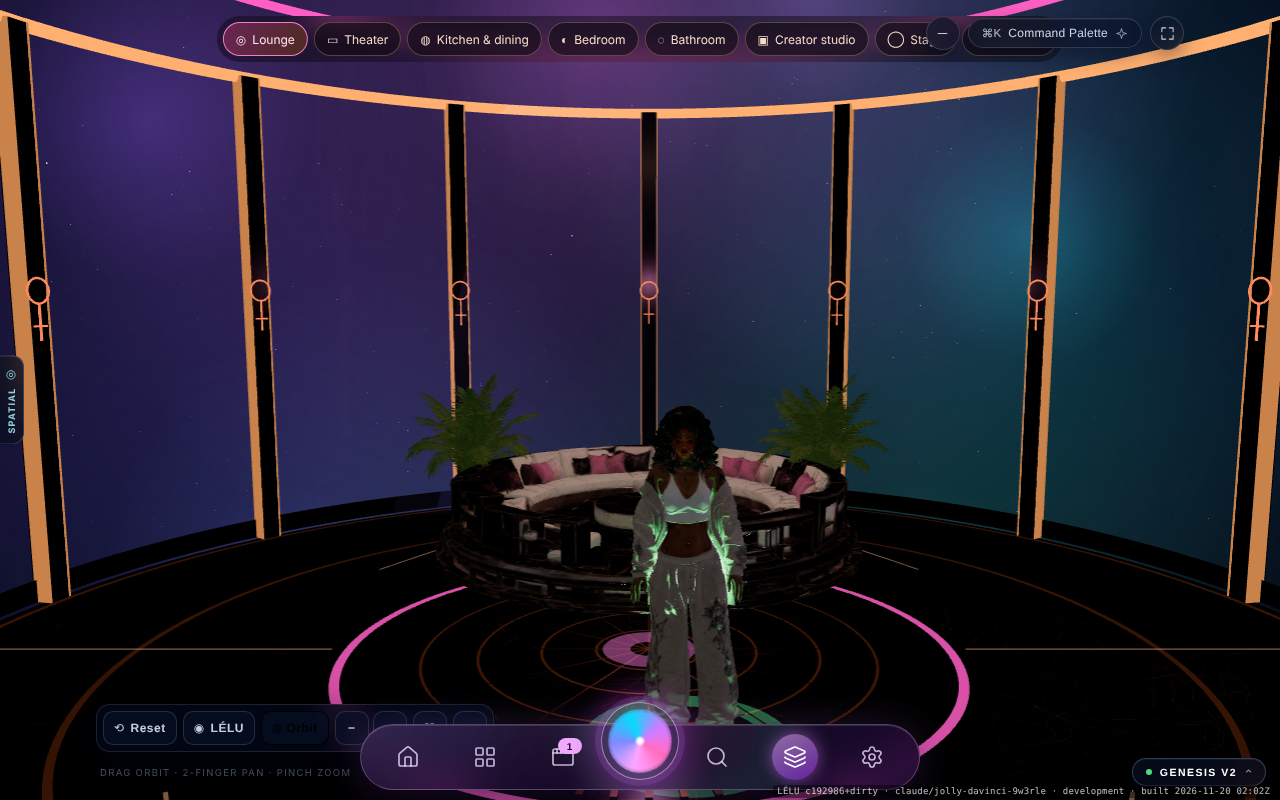 Lounge
Theater
Kitchen & dining
Bedroom
Bathroom
Creator studio
⌘K Command Palette
SPATIAL
Reset
LÉLU
Orbit
1
DRAG ORBIT · 2-FINGER PAN · PINCH ZOOM
GENESIS V2
LÉLU c192986+dirty · claude/jolly-davinci-9w3rle · development · built 2026-11-20 02:02Z